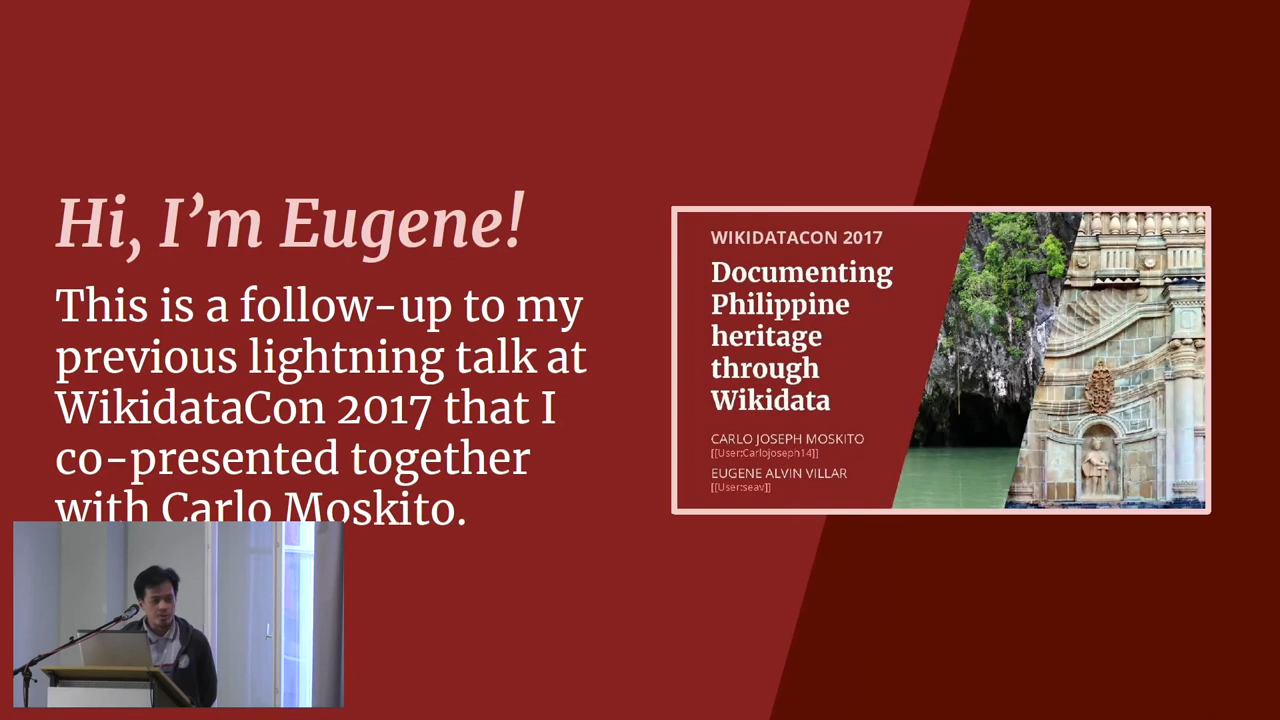 Hi, I’m Eugene!
This is a follow-up to my
previous lightning talk at
WikidataCon 2017 that I
co-presented together
with Carlo Moskito.
WIKIDATACON 2017
Documenting
Philippine
heritage
through
Wikidata
CARLO JOSEPH MOSKITO
[[User:Carlojoseph14]]
EUGENE ALVIN VILLAR
[[User:seav]]